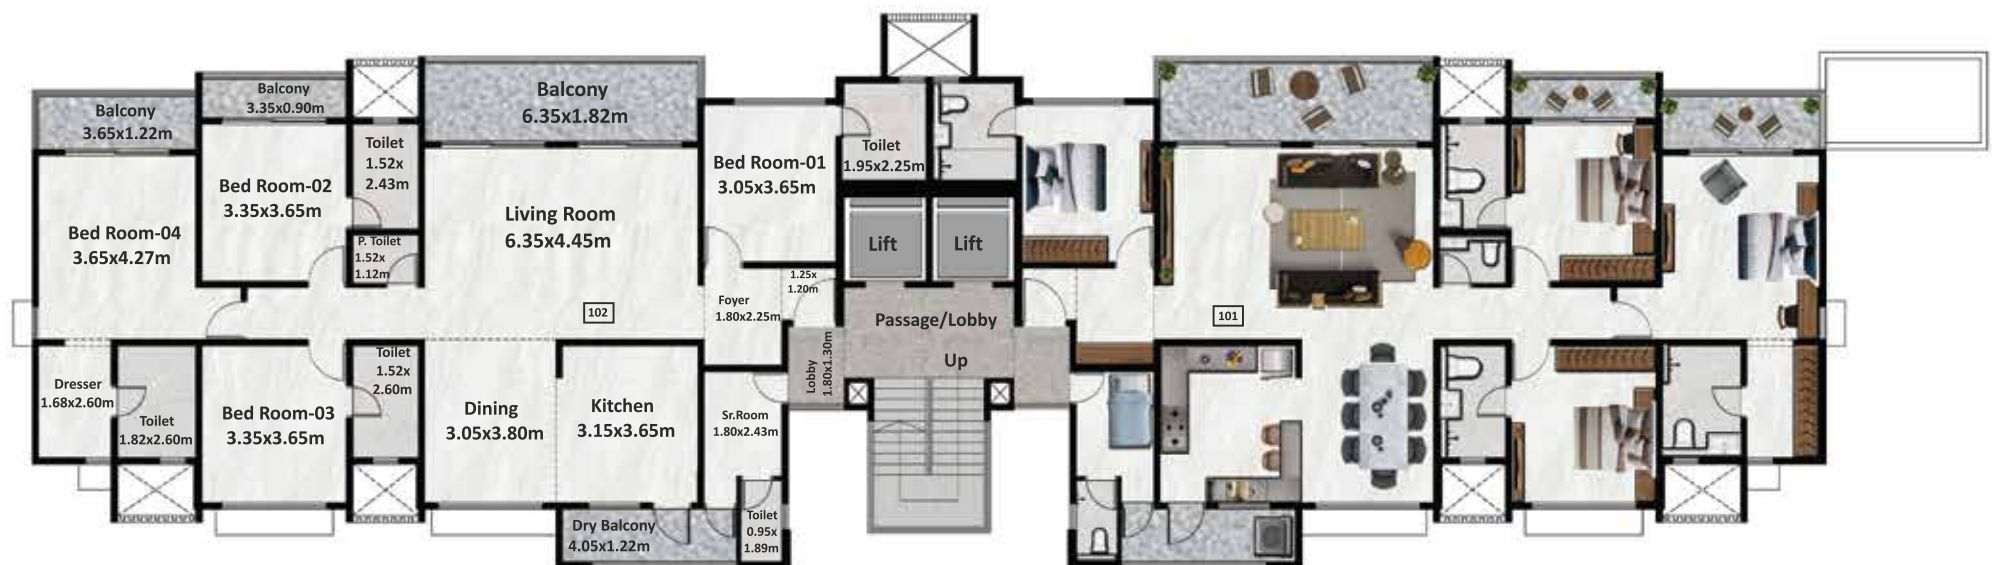 Balcony
3.65x1.22m
Balcony
3.35x0.90m
Balcony
6.35x1.82m
Toilet
1.52x
2.43m
Bed Room-01
3.05x3.65m
Toilet
1.95x2.25m
Bed Room-02
3.35x3.65m
Bed Room-04
3.65x4.27m
P. Toilet
1.52x
1.12m
Living Room
6.35x4.45m
Lift
Lift
1.25x
1.20m
Foyer
1.80x2.25m
102
Passage/Lobby
Up
101
Lobby
1.80x1.30m
Dresser
1.68x2.60m
Toilet
1.82x2.60m
Bed Room-03
3.35x3.65m
Toilet
1.52x
2.60m
Dining
3.05x3.80m
Kitchen
3.15x3.65m
Sr.Room
1.80x2.43m
Dry Balcony
4.05x1.22m
Toilet
0.95x
1.89m